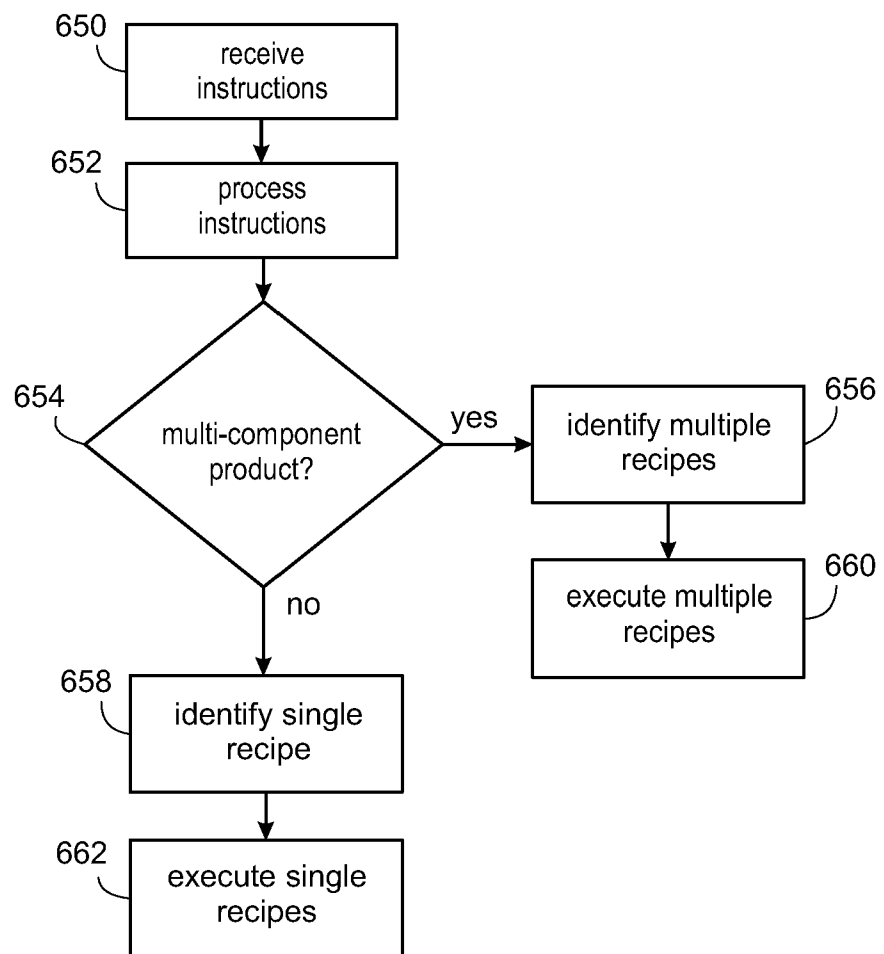 650
receive
instructions
652
process
instructions
654
multi-component
product?
yes
656
identify multiple
recipes
660
execute multiple
recipes
no
658
identify single
recipe
662
execute single
recipes